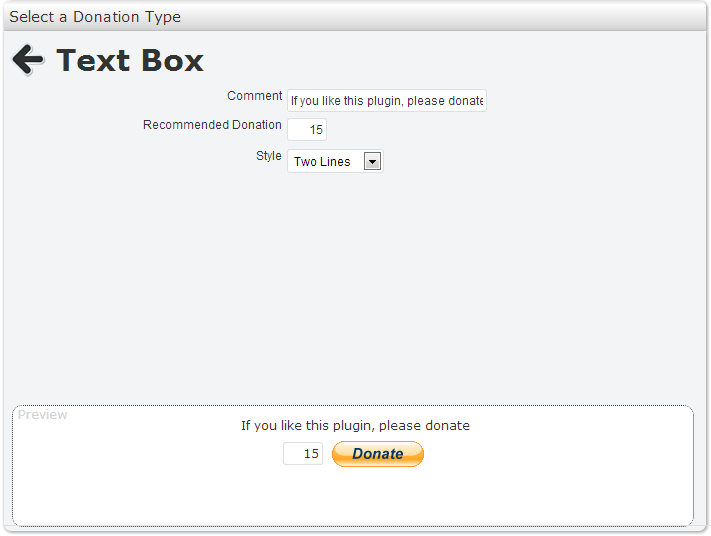 Select a Donation Type
Text Box
Comment If you like this plugin, please donate
Recommended Donation 15
Style Two Lines
Preview
If you like this plugin, please donate
15 Donate